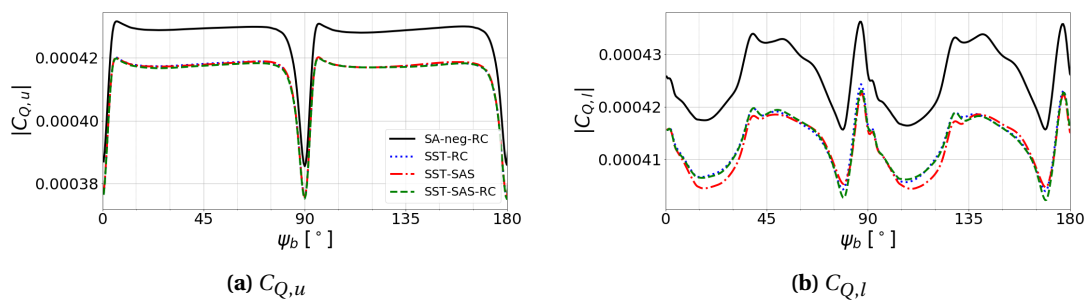 |C_{Q,u}|
0.00042
0.00040
0.00038
SA-neg-RC
SST-RC
SST-SAS
SST-SAS-RC
0 45 90 135 180
ψ_b [°]
(a) C_{Q,u}
|C_{Q,l}|
0.00043
0.00042
0.00041
0 45 90 135 180
ψ_b [°]
(b) C_{Q,l}